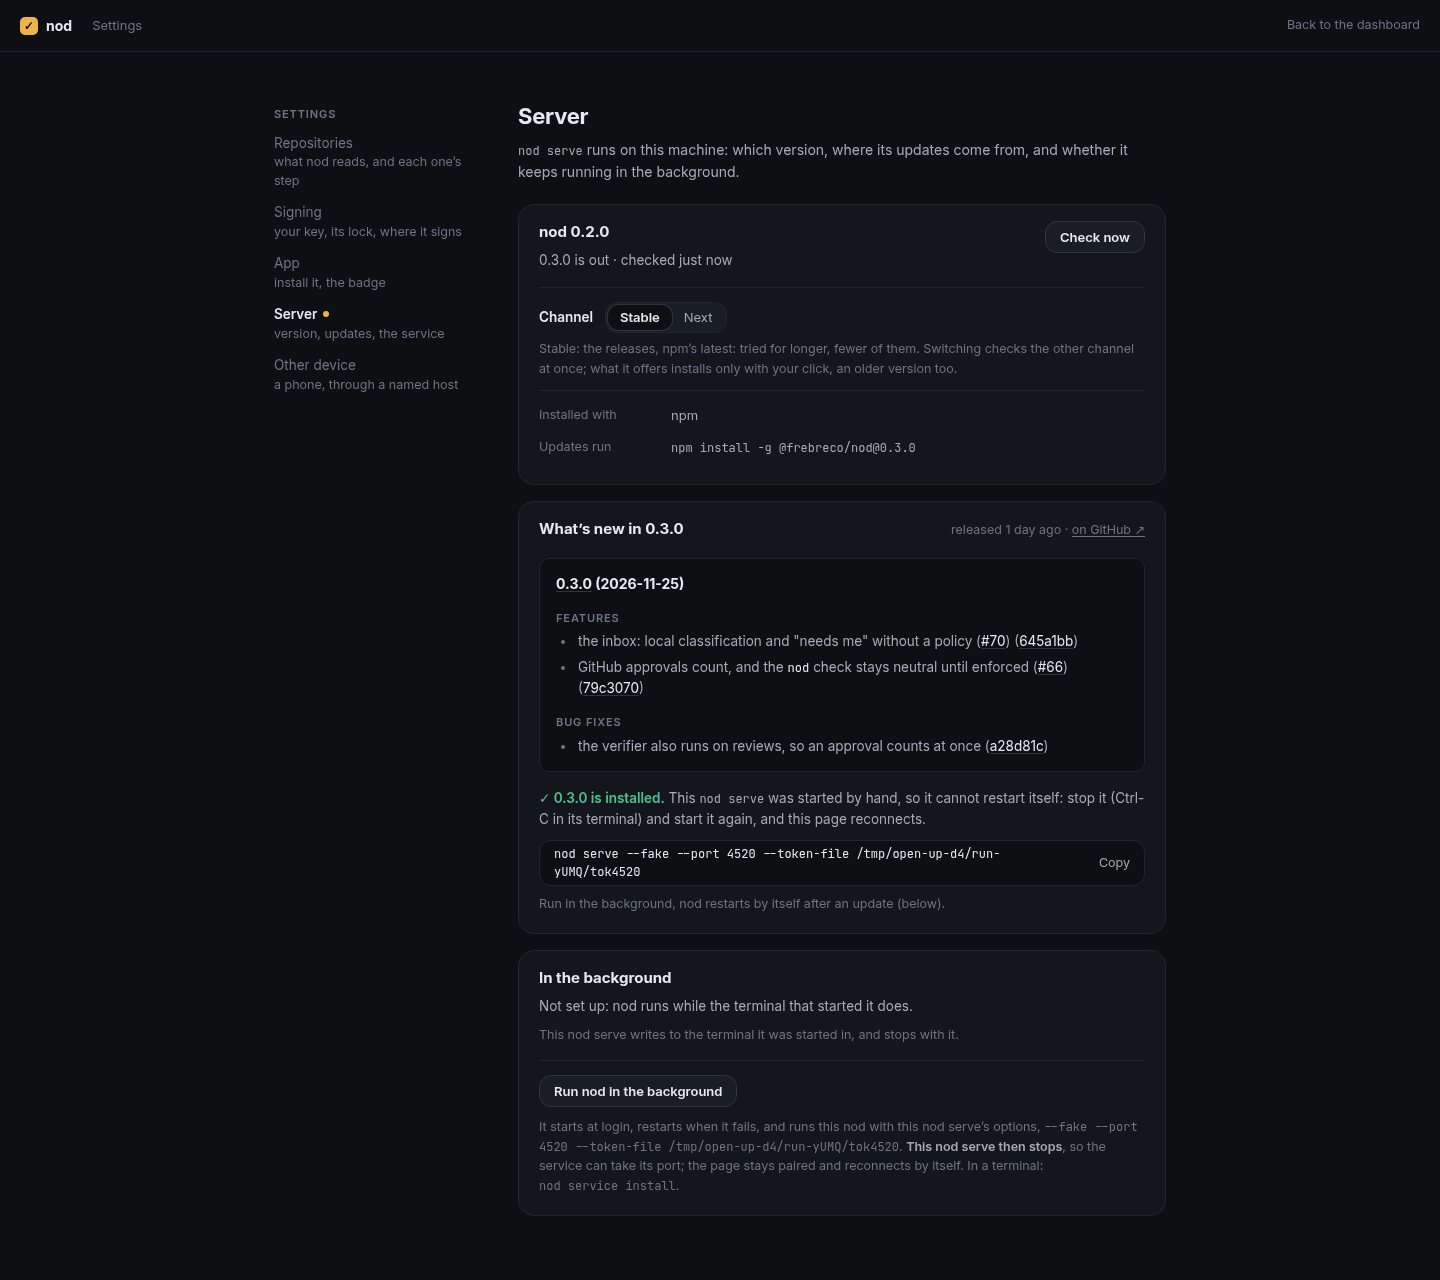 ✓ nod Settings
Back to the dashboard
SETTINGS
Repositories
what nod reads, and each one’s
step
Signing
your key, its lock, where it signs
App
install it, the badge
Server
version, updates, the service
Other device
a phone, through a named host
Server
nod serve runs on this machine: which version, where its updates come from, and whether it
keeps running in the background.
nod 0.2.0
Check now
0.3.0 is out · checked just now
Channel Stable Next
Stable: the releases, npm’s latest: tried for longer, fewer of them. Switching checks the other channel
at once; what it offers installs only with your click, an older version too.
Installed with npm
Updates run npm install -g @frebreco/nod@0.3.0
What’s new in 0.3.0
released 1 day ago · on GitHub ↗
0.3.0 (2026-11-25)
FEATURES
• the inbox: local classification and "needs me" without a policy (#70) (645a1bb)
• GitHub approvals count, and the nod check stays neutral until enforced (#66)
(79c3070)
BUG FIXES
• the verifier also runs on reviews, so an approval counts at once (a28d81c)
✓ 0.3.0 is installed. This nod serve was started by hand, so it cannot restart itself: stop it (Ctrl-
C in its terminal) and start it again, and this page reconnects.
nod serve --fake --port 4520 --token-file /tmp/open-up-d4/run-
yUMQ/tok4520
Copy
Run in the background, nod restarts by itself after an update (below).
In the background
Not set up: nod runs while the terminal that started it does.
This nod serve writes to the terminal it was started in, and stops with it.
Run nod in the background
It starts at login, restarts when it fails, and runs this nod with this nod serve’s options, --fake --port
4520 --token-file /tmp/open-up-d4/run-yUMQ/tok4520. This nod serve then stops, so the
service can take its port; the page stays paired and reconnects by itself. In a terminal:
nod service install.